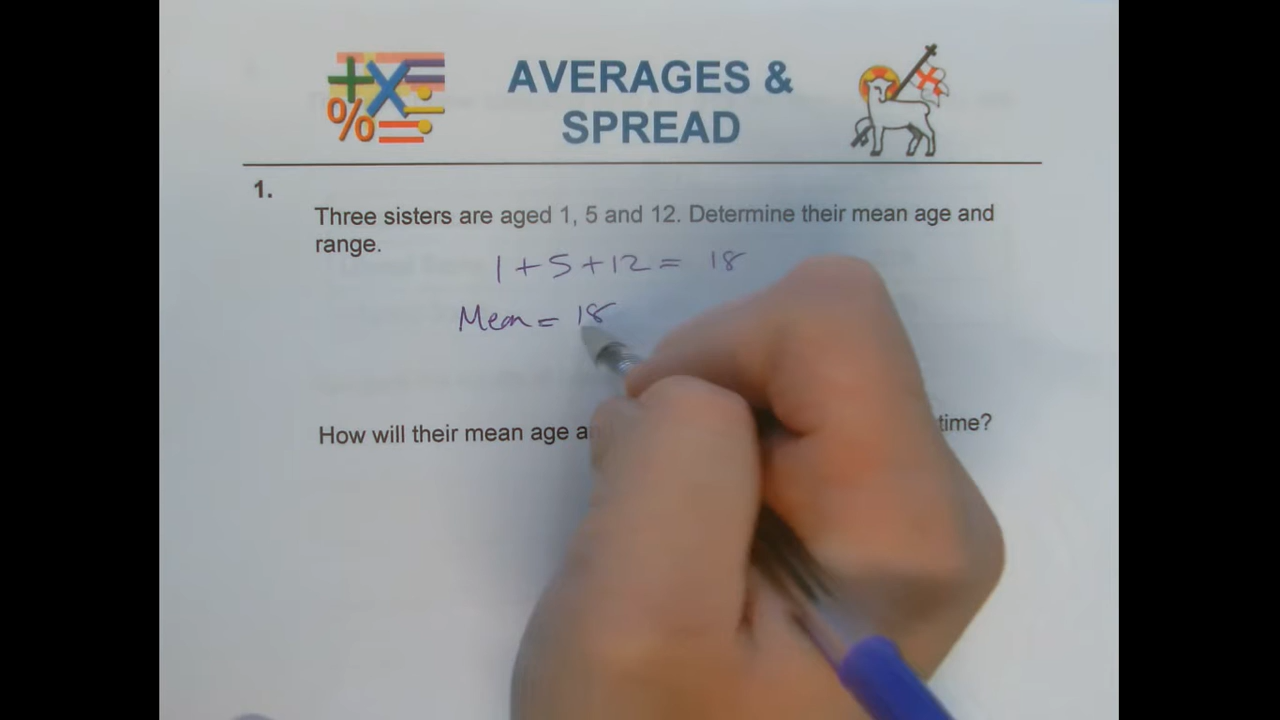 AVERAGES &
SPREAD
1.
Three sisters are aged 1, 5 and 12. Determine their mean age and
range.
1 + 5 + 12 = 18
Mean = 18
How will their mean age time?